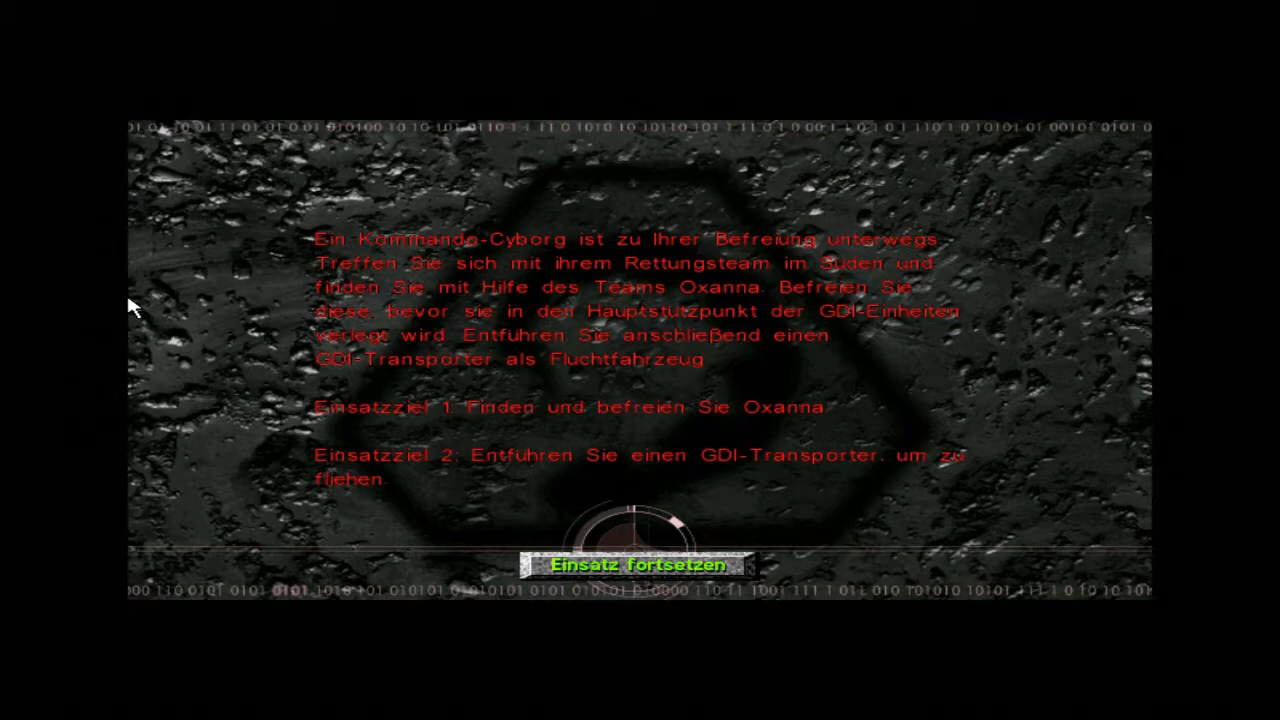 Ein Kommando-Cyborg ist zu Ihrer Befreiung unterwegs.
Treffen Sie sich mit ihrem Rettungsteam im Süden und
finden Sie mit Hilfe des Teams Oxanna. Befreien Sie
diese, bevor sie in den Hauptstützpunkt der GDI-Einheiten
verlegt wird. Entführen Sie anschließend einen
GDI-Transporter als Fluchtfahrzeug.
Einsatzziel 1: Finden und befreien Sie Oxanna.
Einsatzziel 2: Entführen Sie einen GDI-Transporter, um zu
fliehen.
Einsatz fortsetzen